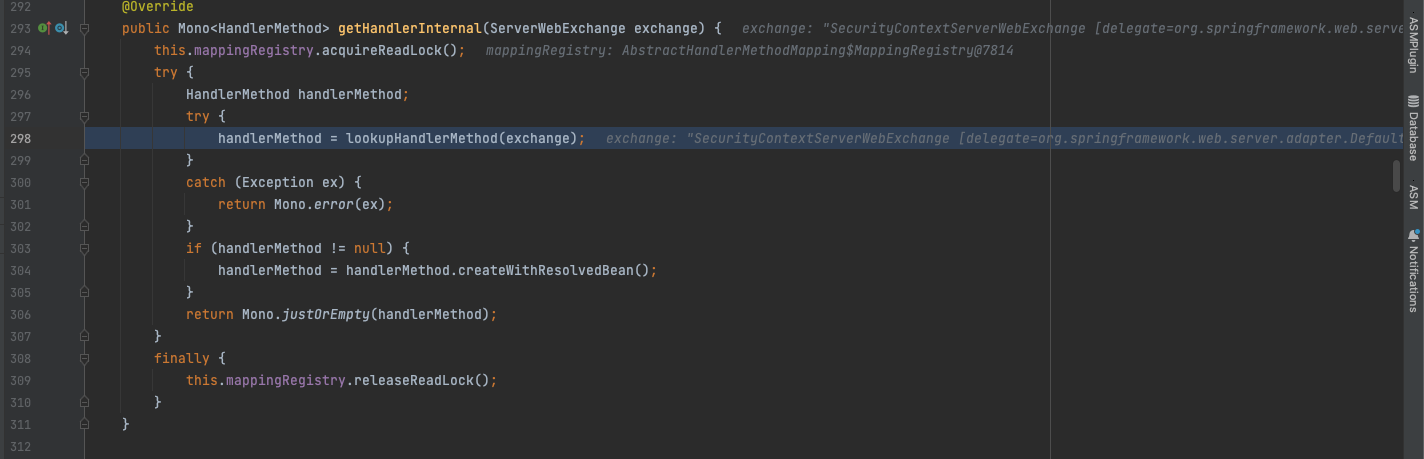 292 @Override
293 public Mono<HandlerMethod> getHandlerInternal(ServerWebExchange exchange) { exchange: "SecurityContextServerWebExchange [delegate=org.springframework.web.serve
294 this.mappingRegistry.acquireReadLock(); mappingRegistry: AbstractHandlerMethodMapping$MappingRegistry@7814
295 try {
296 HandlerMethod handlerMethod;
297 try {
298 handlerMethod = lookupHandlerMethod(exchange); exchange: "SecurityContextServerWebExchange [delegate=org.springframework.web.server.adapter.Default
299 }
300 catch (Exception ex) {
301 return Mono.error(ex);
302 }
303 if (handlerMethod != null) {
304 handlerMethod = handlerMethod.createWithResolvedBean();
305 }
306 return Mono.justOrEmpty(handlerMethod);
307 }
308 finally {
309 this.mappingRegistry.releaseReadLock();
310 }
311 }
312
ASMPlugin
Database
ASM
Notifications